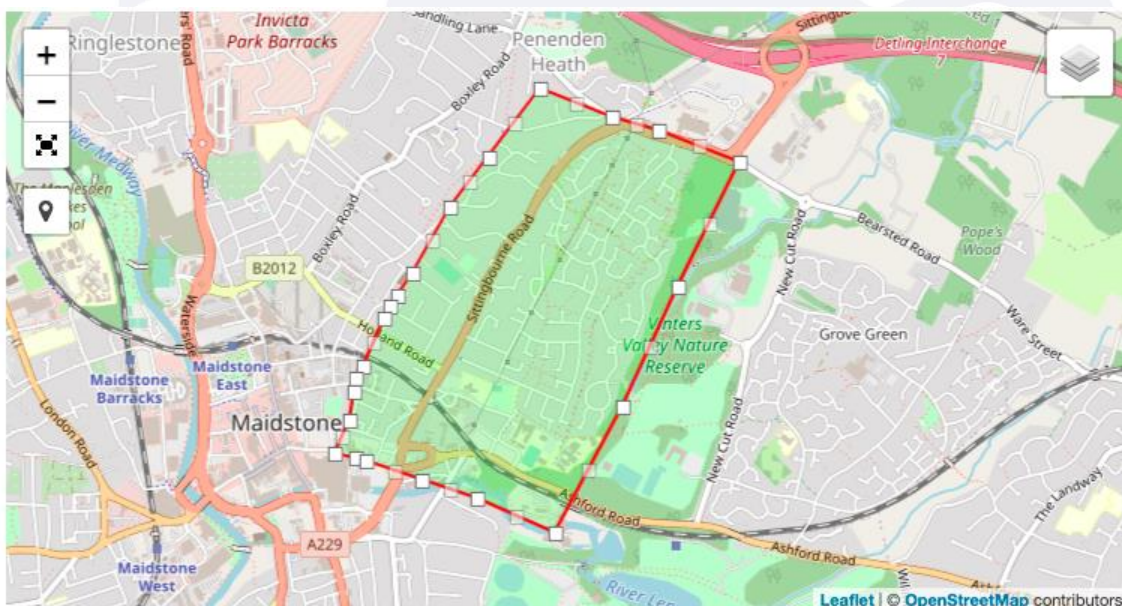 +
−
Ringlestone
Invicta
Park Barracks
Sandling Lane
Penenden
Heath
Detling Interchange
7
Boxley Road
River Medway
Boxley Road
B2012
Waterside
Sittingbourne Road
Holland Road
Maidstone
East
Maidstone
Barracks
Maidstone
London Road
A229
Maidstone
West
New Cut Road
Bearsted Road
Pope's
Wood
Ware Street
Grove Green
Vinters
Valley Nature
Reserve
New Cut Road
Ashford Road
Ashford Road
The Landway
River Len
Leaflet | © OpenStreetMap contributors